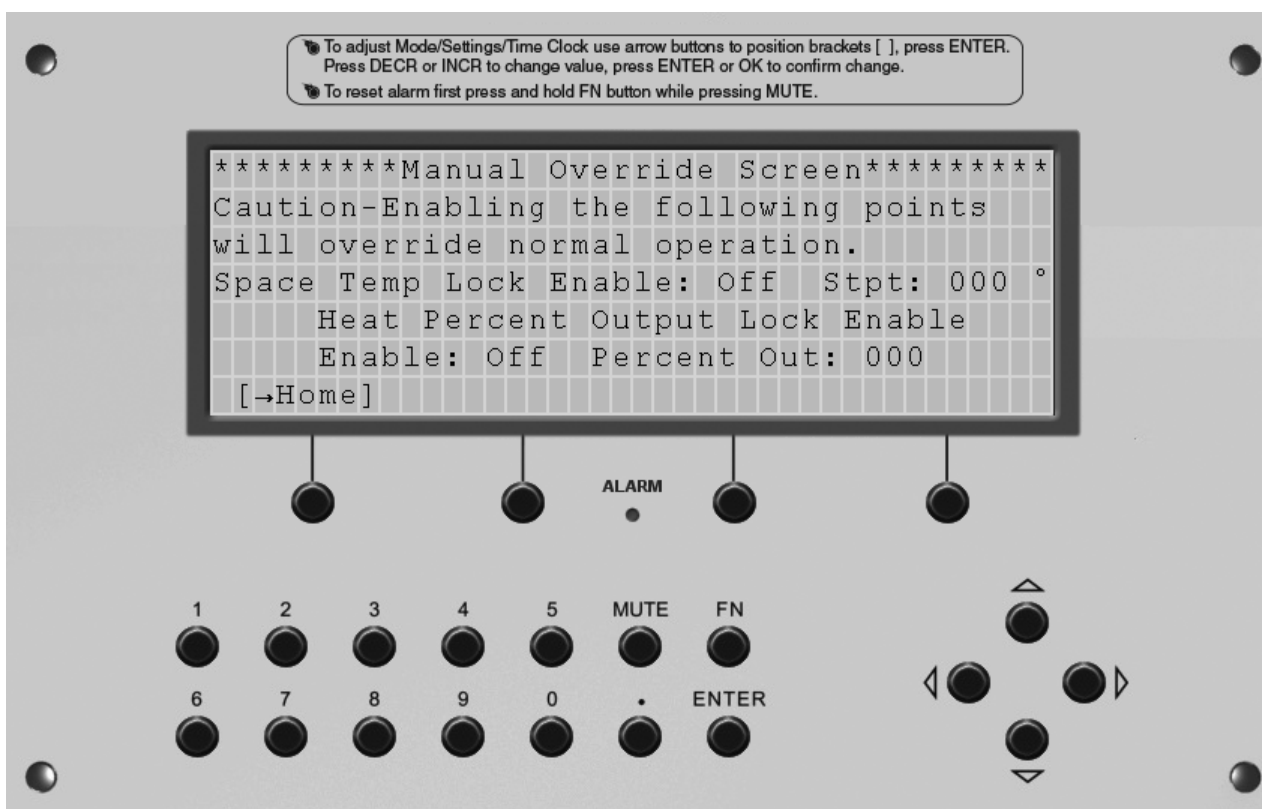 To adjust Mode/Settings/Time Clock use arrow buttons to position brackets [ ], press ENTER.
Press DECR or INCR to change value, press ENTER or OK to confirm change.
To reset alarm first press and hold FN button while pressing MUTE.
*********Manual Override Screen*********
Caution-Enabling the following points
will override normal operation.
Space Temp Lock Enable: Off Stpt: 000 °
Heat Percent Output Lock Enable
Enable: Off Percent Out: 000
[→Home]
ALARM
1 2 3 4 5 MUTE FN
6 7 8 9 0 . ENTER